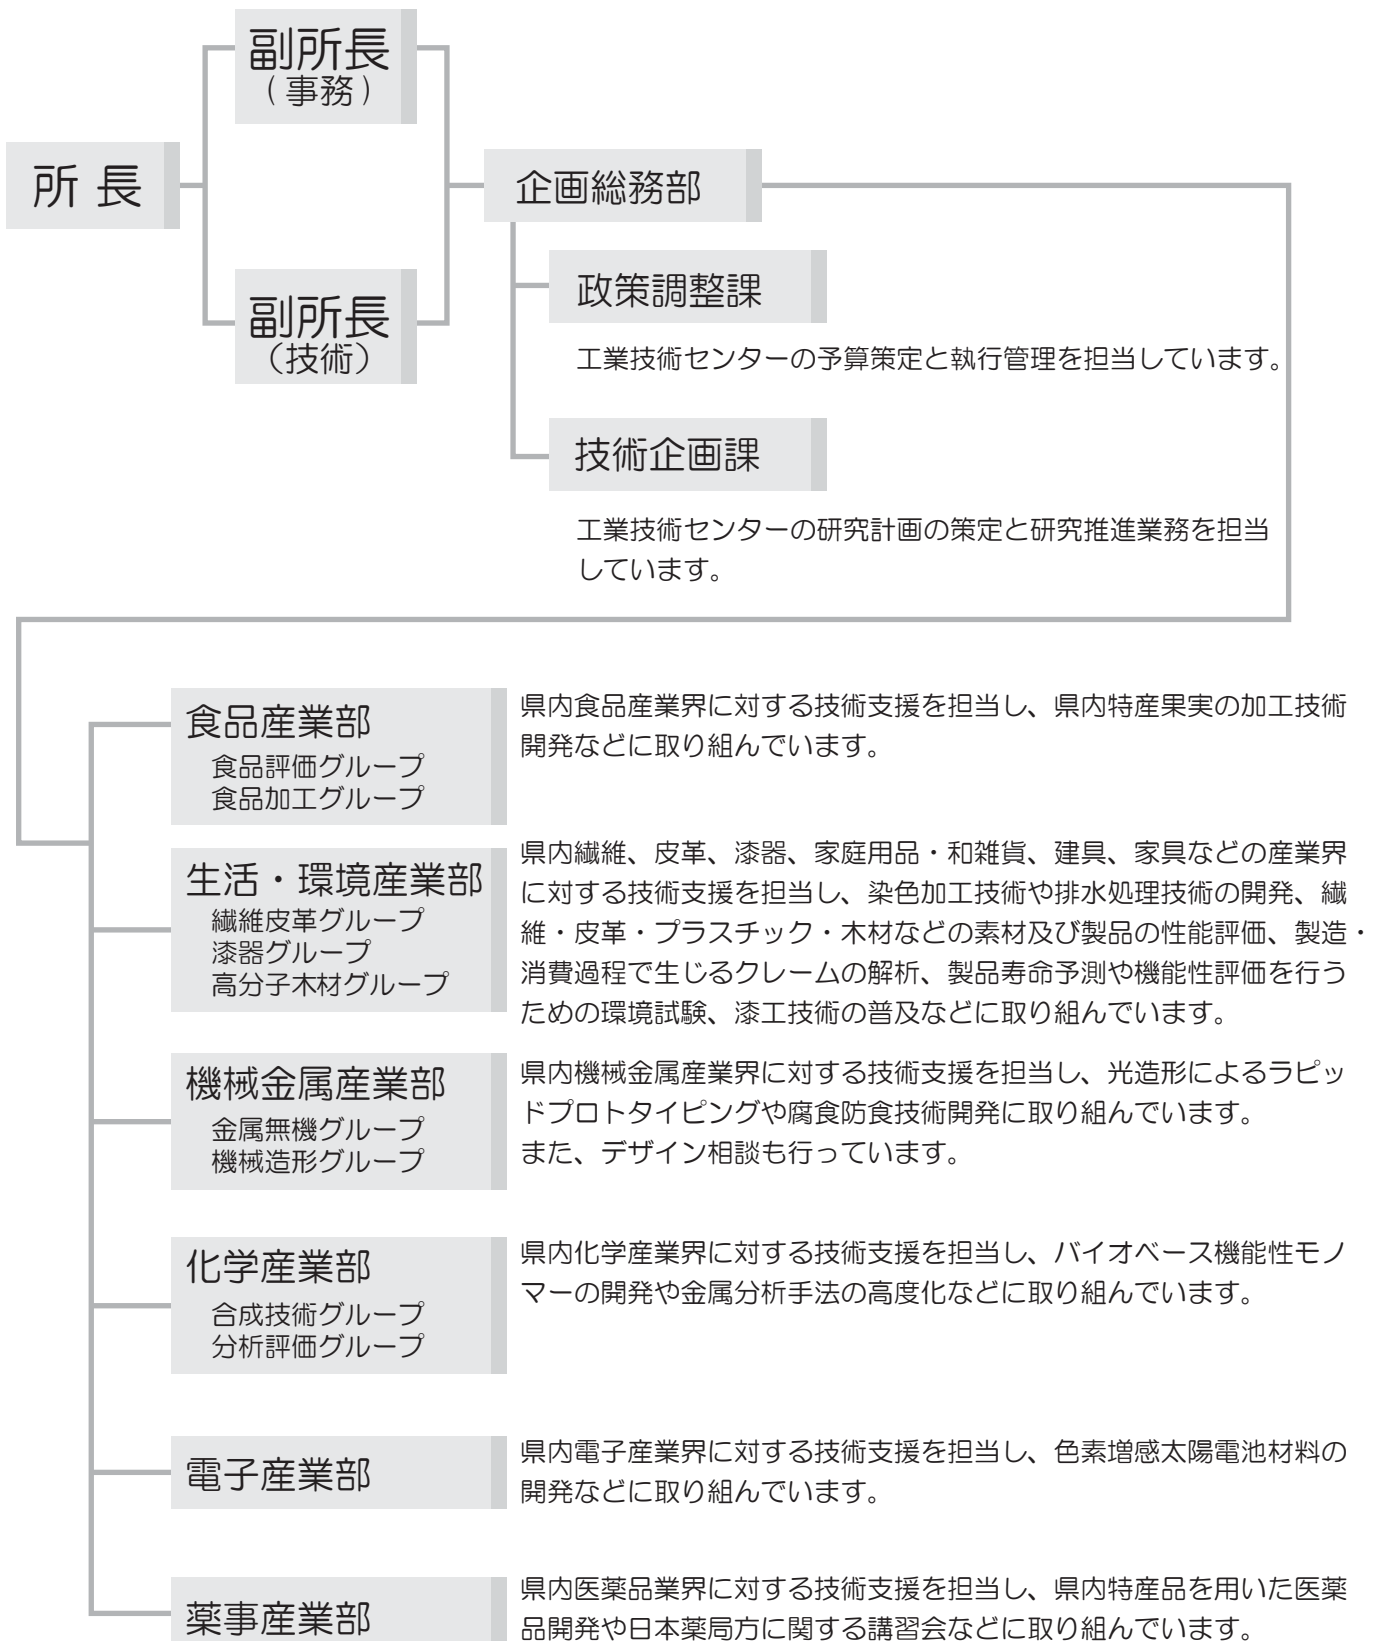 副所長
(事務)
所長
企画総務部
副所長
(技術)
政策調整課
工業技術センターの予算策定と執行管理を担当しています。
技術企画課
工業技術センターの研究計画の策定と研究推進業務を担当
しています。
食品産業部
食品評価グループ
食品加工グループ
県内食品産業界に対する技術支援を担当し、県内特産果実の加工技術
開発などに取り組んでいます。
生活・環境産業部
繊維皮革グループ
漆器グループ
高分子木材グループ
県内繊維、皮革、漆器、家庭用品・和雑貨、建具、家具などの産業界
に対する技術支援を担当し、染色加工技術や排水処理技術の開発、繊
維・皮革・プラスチック・木材などの素材及び製品の性能評価、製造・
消費過程で生じるクレームの解析、製品寿命予測や機能性評価を行う
ための環境試験、漆工技術の普及などに取り組んでいます。
機械金属産業部
金属無機グループ
機械造形グループ
県内機械金属産業界に対する技術支援を担当し、光造形によるラピッ
ドプロトタイピングや腐食防食技術開発に取り組んでいます。
また、デザイン相談も行っています。
化学産業部
合成技術グループ
分析評価グループ
県内化学産業界に対する技術支援を担当し、バイオベース機能性モノ
マーの開発や金属分析手法の高度化などに取り組んでいます。
電子産業部
県内電子産業界に対する技術支援を担当し、色素増感太陽電池材料の
開発などに取り組んでいます。
薬事産業部
県内医薬品業界に対する技術支援を担当し、県内特産品を用いた医薬
品開発や日本薬局方に関する講習会などに取り組んでいます。